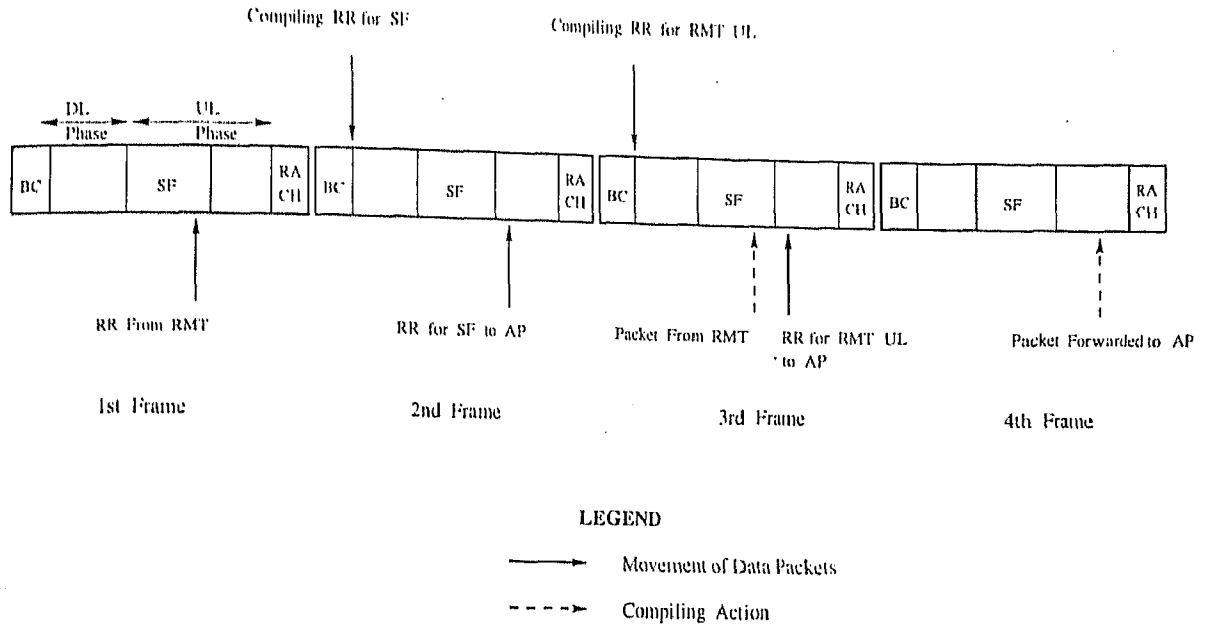 Compiling RR for SF
Compiling RR for RMT UL
DL
Phase
UL
Phase
BC
SF
RA
CH
BC
SF
RA
CH
BC
SF
RA
CH
BC
SF
RA
CH
RR From RMT
RR for SF to AP
Packet From RMT
RR for RMT UL
to AP
Packet Forwarded to AP
1st Frame
2nd Frame
3rd Frame
4th Frame
LEGEND
Movement of Data Packets
Compiling Action